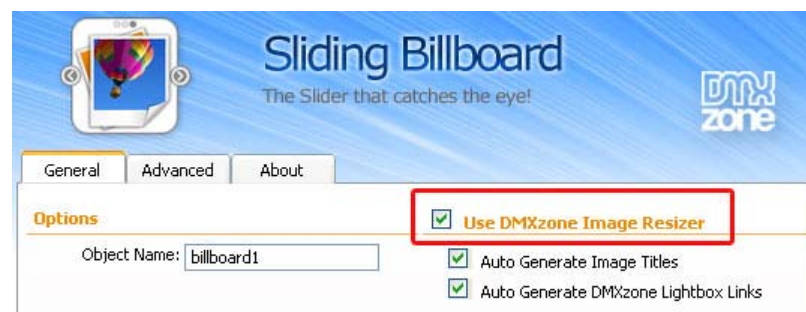 Sliding Billboard
The Slider that catches the eye!
DMX
zone
General Advanced About
Options
Use DMXzone Image Resizer
Object Name: billboard1
Auto Generate Image Titles
Auto Generate DMXzone Lightbox Links